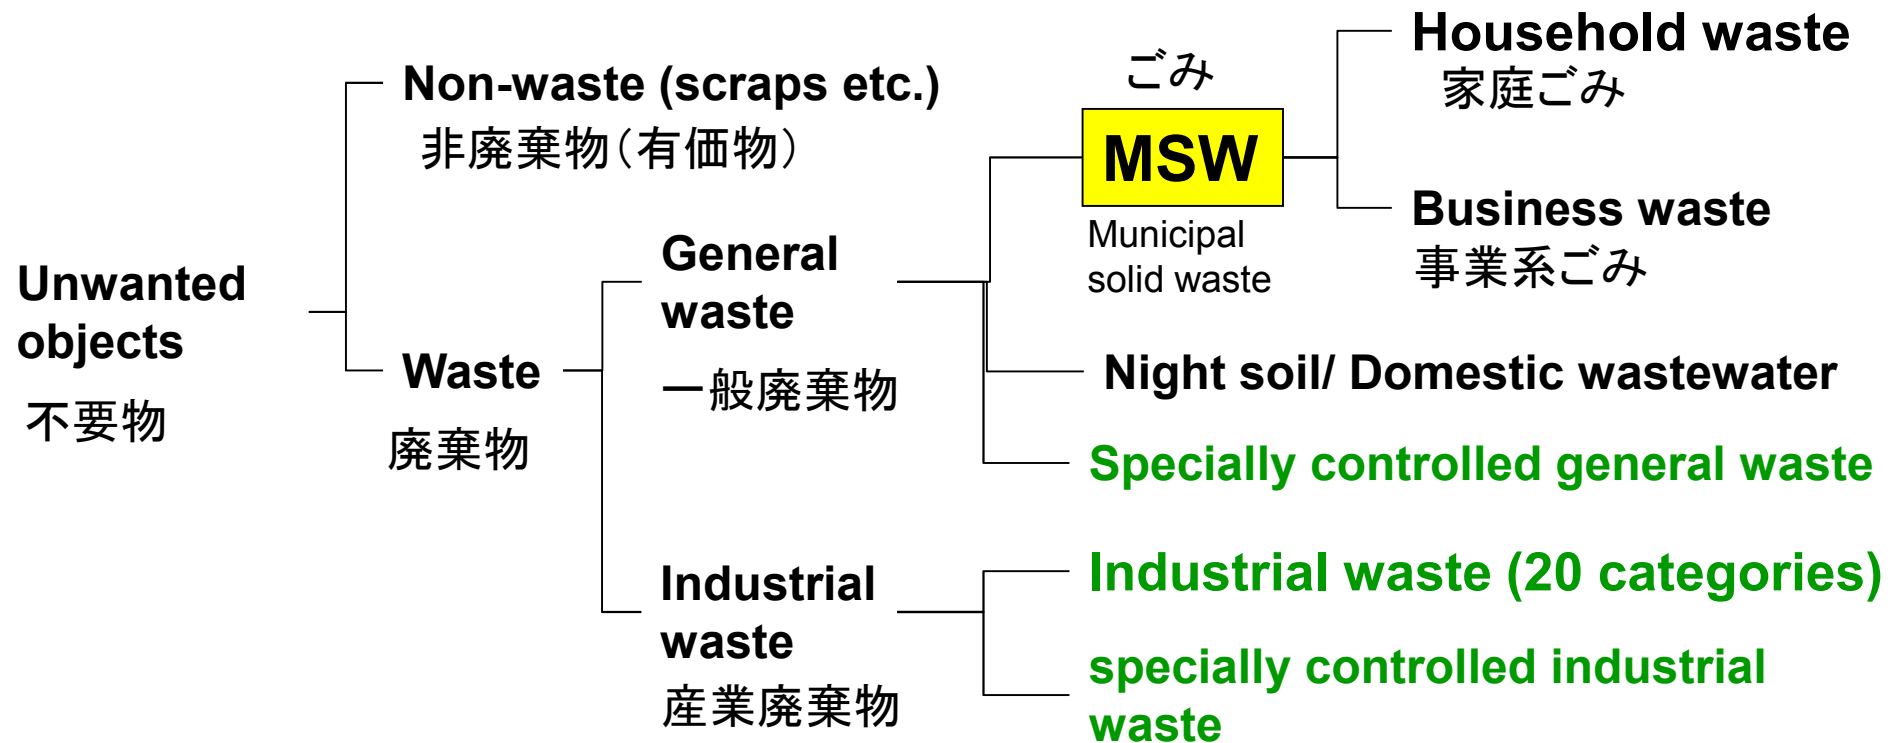 Unwanted
objects
不要物
Non-waste (scraps etc.)
非廃棄物（有価物）
Waste
廃棄物
General
waste
一般廃棄物
Industrial
waste
産業廃棄物
ごみ
MSW
Municipal
solid waste
Household waste
家庭ごみ
Business waste
事業系ごみ
Night soil/ Domestic wastewater
Specially controlled general waste
Industrial waste (20 categories)
specially controlled industrial
waste